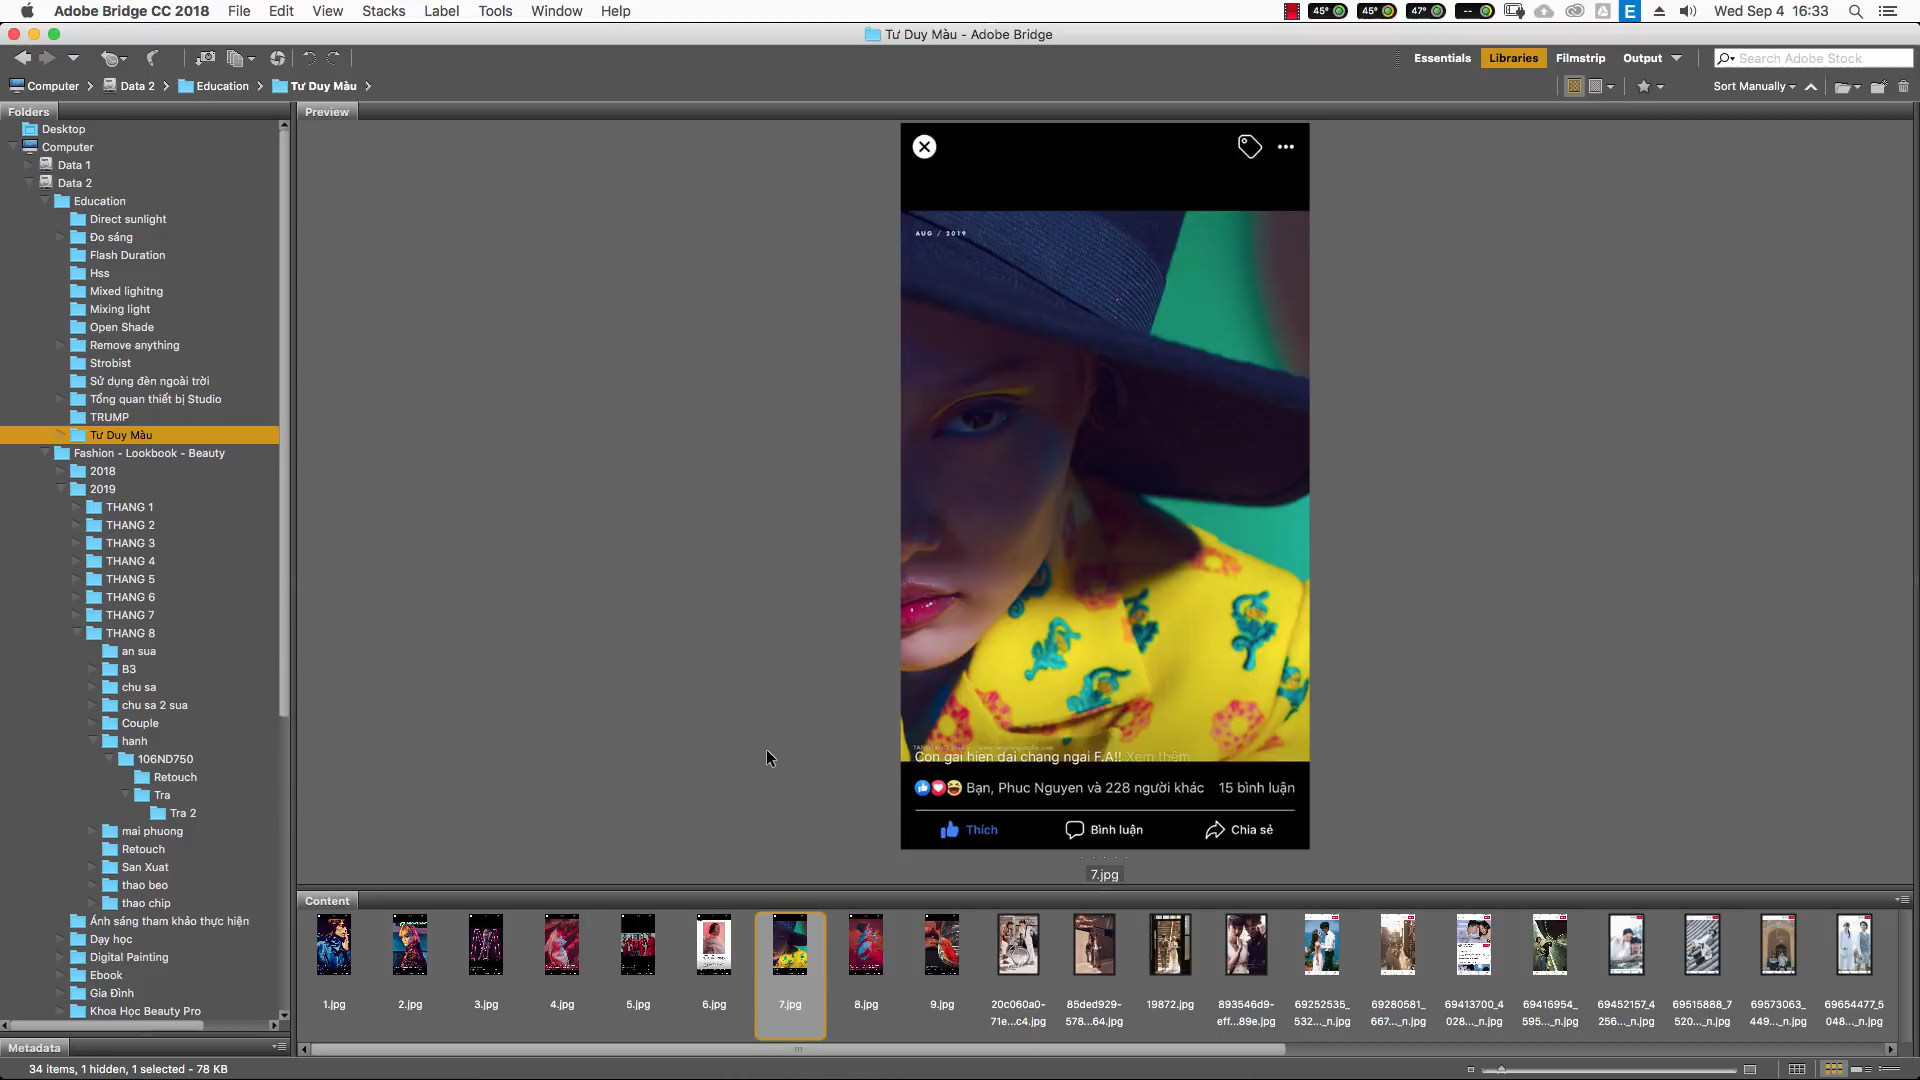 Adobe Bridge CC 2018 File Edit View Stacks Label Tools Window Help 45° 45° 47° -- E Wed Sep 4 16:33
Tư Duy Màu - Adobe Bridge
Essentials Libraries Filmstrip Output Search Adobe Stock
Computer Data 2 Education Tư Duy Màu Sort Manually
Folders
Desktop
Computer
Data 1
Data 2
Education
Direct sunlight
Đo sáng
Flash Duration
Hss
Mixed lighitng
Mixing light
Open Shade
Remove anything
Strobist
Sử dụng đèn ngoài trời
Tổng quan thiết bị Studio
TRUMP
Tư Duy Màu
Fashion - Lookbook - Beauty
2018
2019
THANG 1
THANG 2
THANG 3
THANG 4
THANG 5
THANG 6
THANG 7
THANG 8
an sua
B3
chu sa
chu sa 2 sua
Couple
hanh
106ND750
Retouch
Tra
Tra 2
mai phuong
Retouch
San Xuat
thao beo
thao chip
Ánh sáng tham khảo thực hiện
Dạy học
Digital Painting
Ebook
Gia Đình
Khoa Học Beauty Pro
Metadata
34 items, 1 hidden, 1 selected - 78 KB
Preview
AUG / 2019
Con gai hien dai chang ngai F.A!! Xem thêm
Bạn, Phuc Nguyen và 228 người khác 15 bình luận
Thích Bình luận Chia sẻ
7.jpg
Content
1.jpg 2.jpg 3.jpg 4.jpg 5.jpg 6.jpg 7.jpg 8.jpg 9.jpg 20c060a0- 85ded929- 19872.jpg 893546d9- 69252535_ 69280581_ 69413700_4 69416954_ 69452157_4 69515888_7 69573063_ 69654477_5
71e...c4.jpg 578...64.jpg eff...89e.jpg 532..._n.jpg 667..._n.jpg 028..._n.jpg 595..._n.jpg 256..._n.jpg 520..._n.jpg 449..._n.jpg 048..._n.jpg